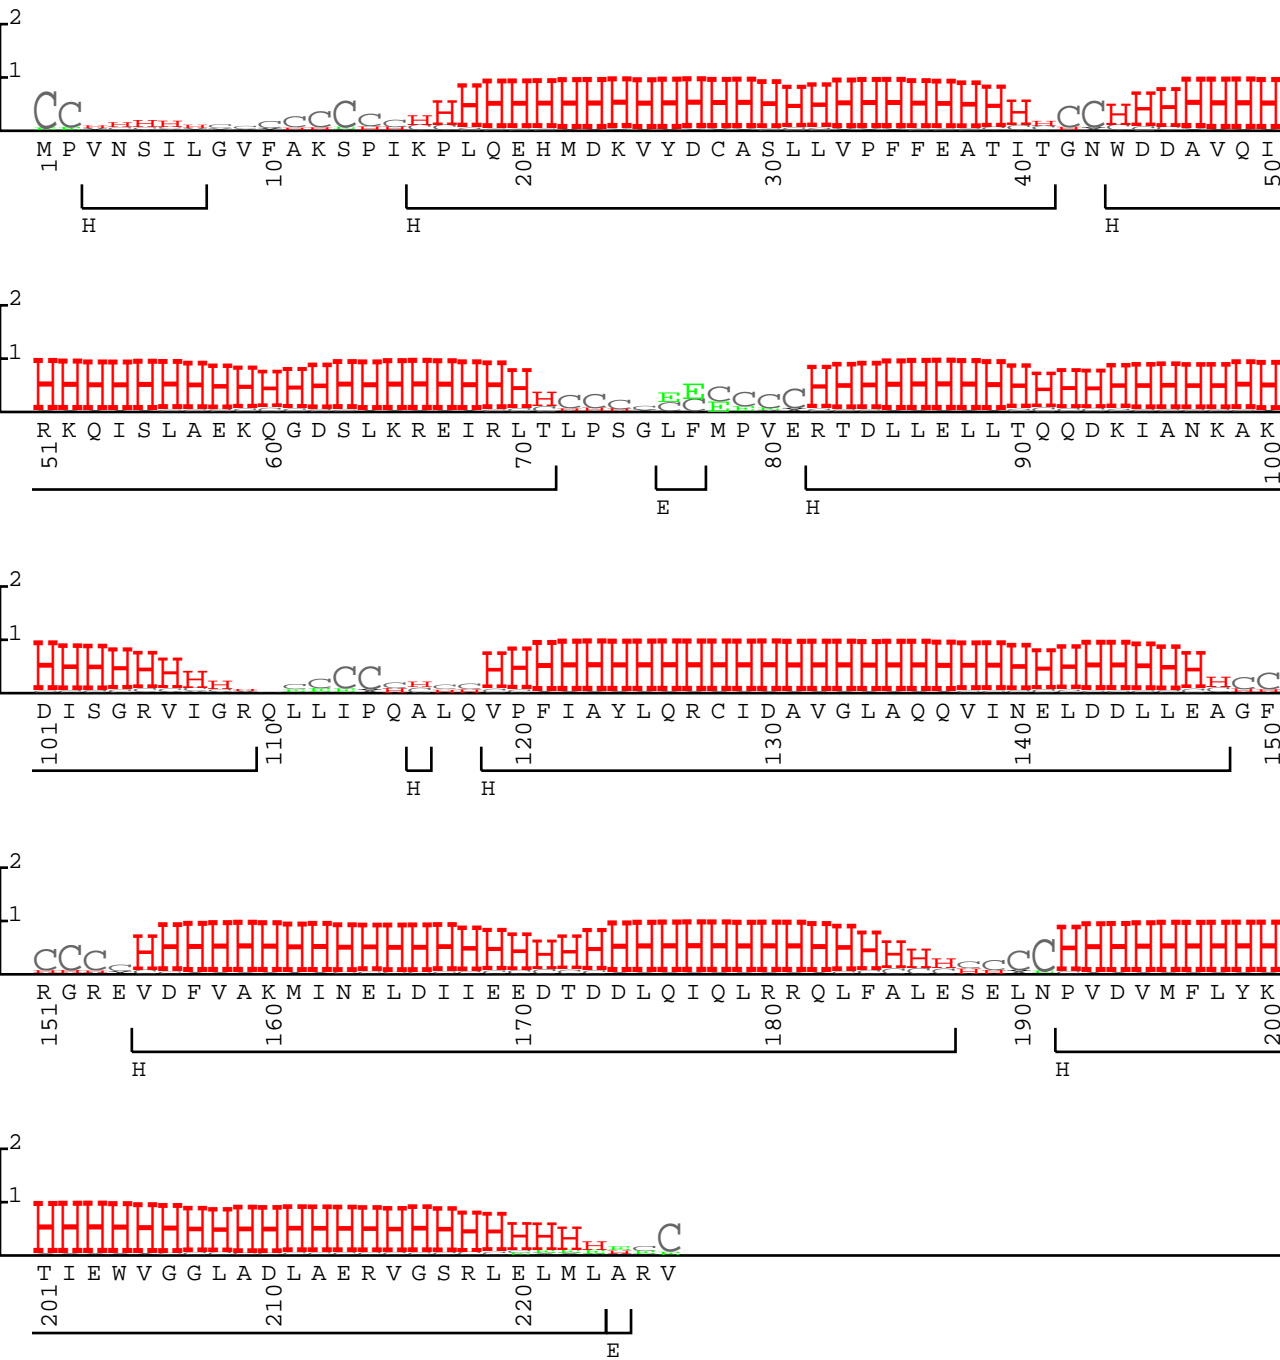 2
1
M P V N S I L G V F A K S P I K P L Q E H M D K V Y D C A S L L V P F F E A T I T G N W D D A V Q I
1 10 20 30 40 50
H H H
2
1
R K Q I S L A E K Q G D S L K R E I R L T L P S G L F M P V E R T D L L E L L T Q Q D K I A N K A K
51 60 70 80 90 100
E H
2
1
D I S G R V I G R Q L L I P Q A L Q V P F I A Y L Q R C I D A V G L A Q Q V I N E L D D L L E A G F
101 110 120 130 140 150
H H
2
1
R G R E V D F V A K M I N E L D I I E E D T D D L Q I Q L R R Q L F A L E S E L N P V D V M F L Y K
151 160 170 180 190 200
H H
2
1
T I E W V G G L A D L A E R V G S R L E L M L A R V
201 210 220
E